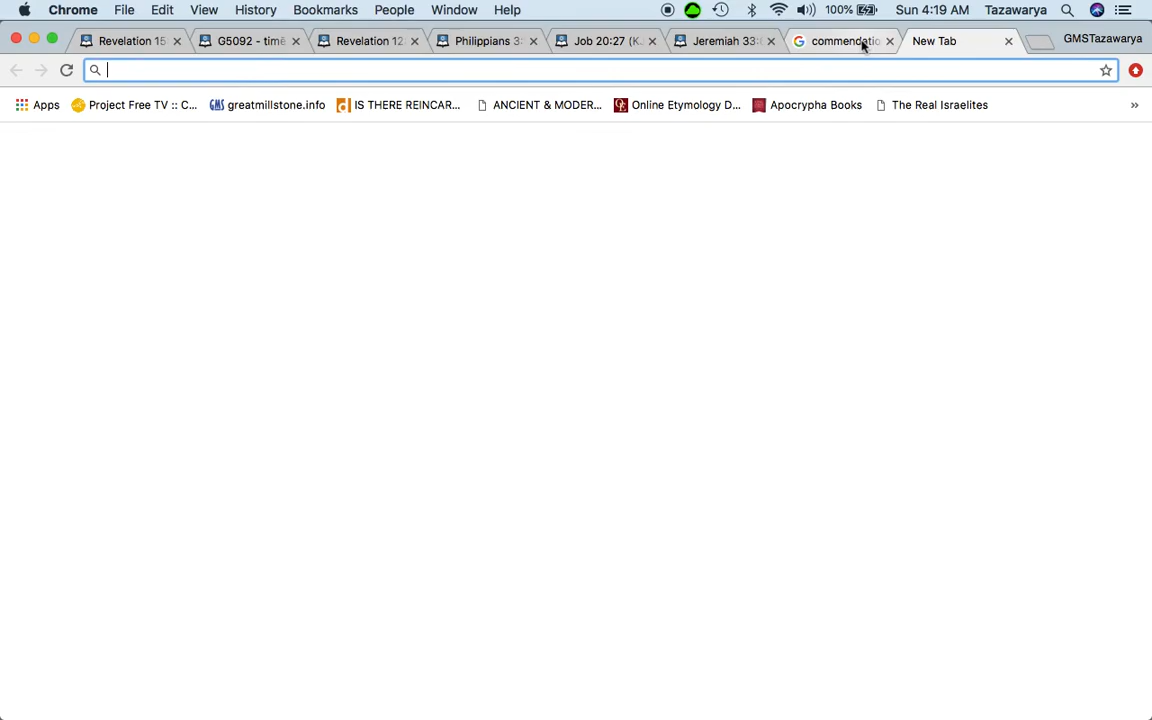 Chrome File Edit View History Bookmarks People Window Help 100% Sun 4:19 AM Tazawarya
Revelation 15 G5092 - timē Revelation 12 Philippians 3: Job 20:27 (K Jeremiah 33: commendatio New Tab GMSTazawarya
Apps Project Free TV :: C... GMS greatmillstone.info IS THERE REINCAR... ANCIENT & MODER... Online Etymology D... Apocrypha Books The Real Israelites »